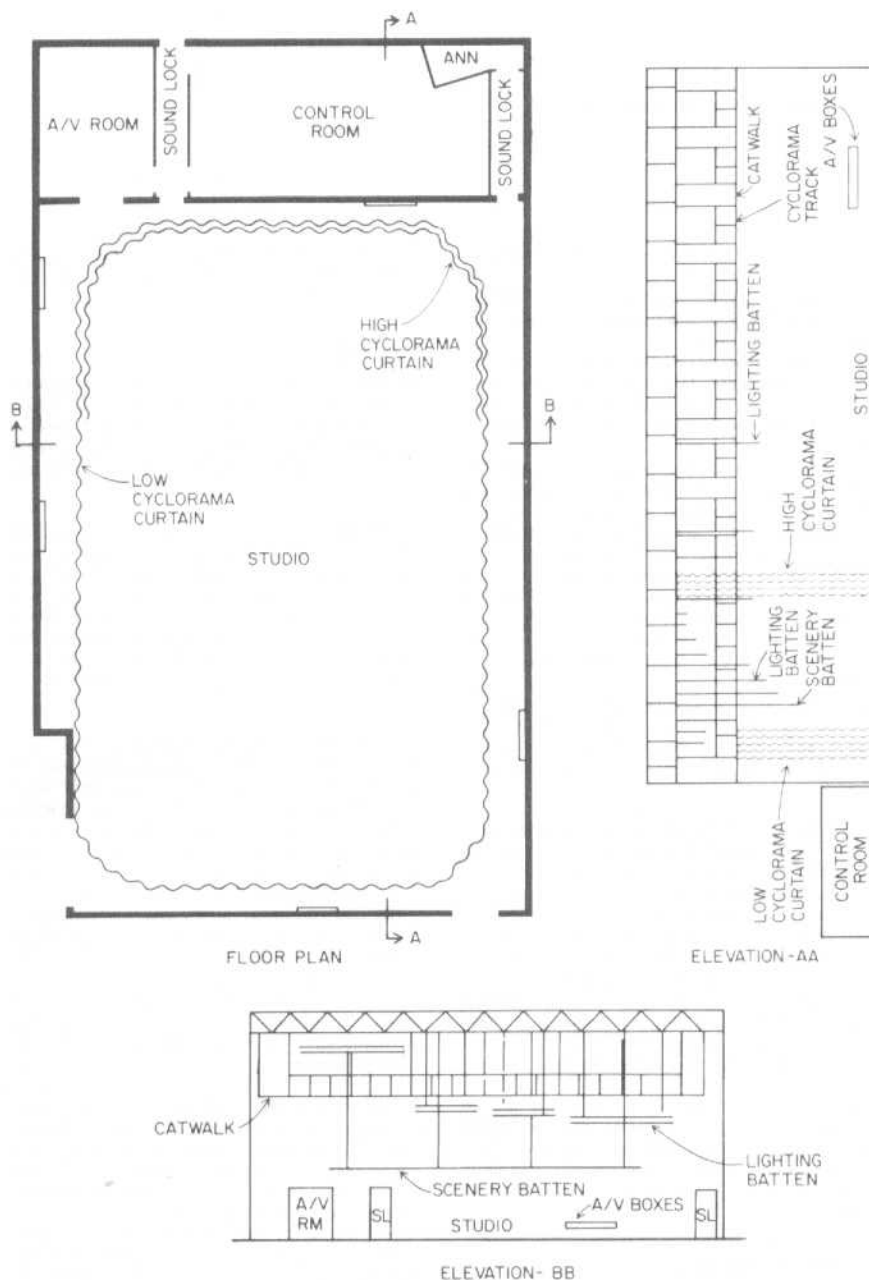 A
ANN
A/V ROOM
SOUND LOCK
CONTROL
ROOM
SOUND LOCK
HIGH
CYCLORAMA
CURTAIN
B
B
LOW
CYCLORAMA
CURTAIN
STUDIO
A
FLOOR PLAN
CATWALK
CYCLORAMA
TRACK
A/V BOXES
LIGHTING BATTEN
STUDIO
HIGH
CYCLORAMA
CURTAIN
LIGHTING
BATTEN
SCENERY
BATTEN
LOW
CYCLORAMA
CURTAIN
CONTROL
ROOM
ELEVATION-AA
CATWALK
LIGHTING
BATTEN
SCENERY BATTEN
A/V
RM
SL
STUDIO
A/V BOXES
SL
ELEVATION- BB